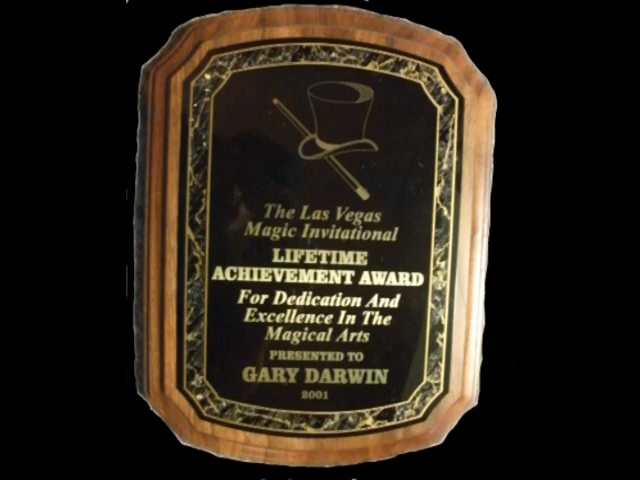 The Las Vegas
Magic Invitational
LIFETIME
ACHIEVEMENT AWARD
For Dedication And
Excellence In The
Magical Arts
PRESENTED TO
GARY DARWIN
2001